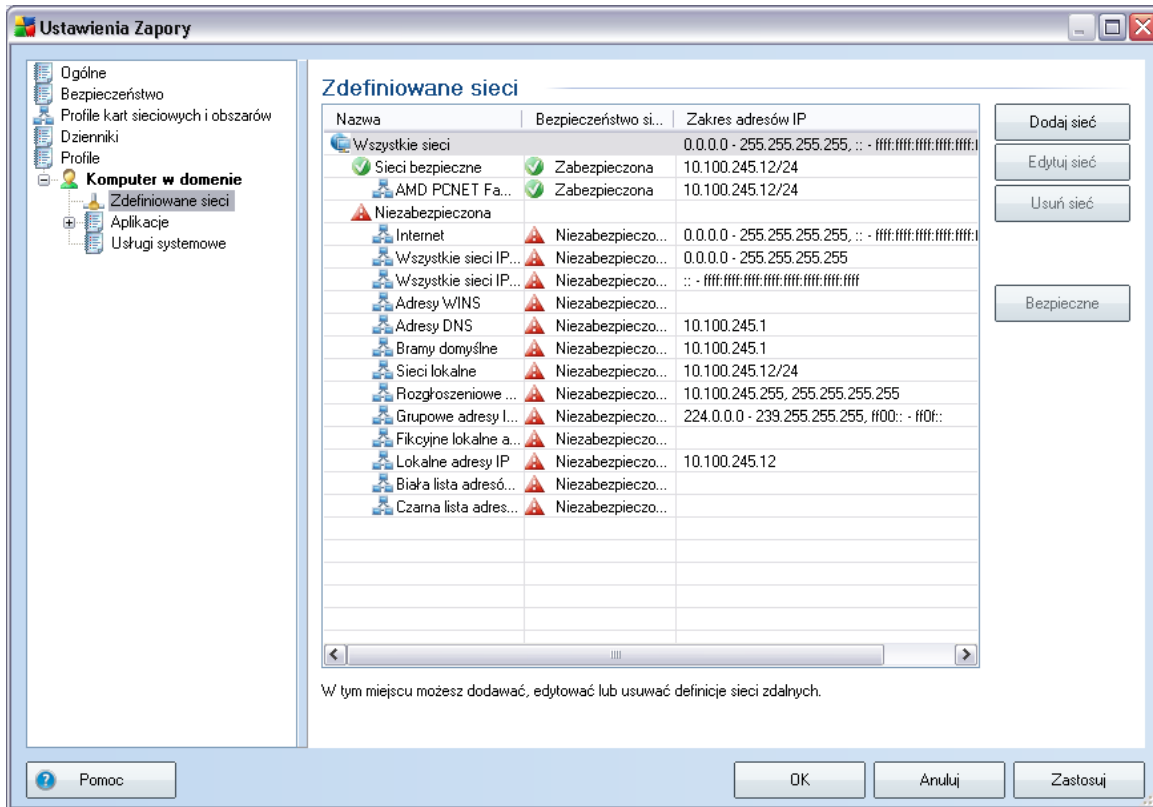 Ustawienia Zapory
Ogólne
Bezpieczeństwo
Profile kart sieciowych i obszarów
Dzienniki
Profile
Komputer w domenie
Zdefiniowane sieci
Aplikacje
Usługi systemowe
Zdefiniowane sieci
Nazwa Bezpieczeństwo si... Zakres adresów IP
Wszystkie sieci 0.0.0.0 - 255.255.255.255, :: - ffff:ffff:ffff:ffff:ffff:
Sieci bezpieczne Zabezpieczona 10.100.245.12/24
AMD PCNET Fa... Zabezpieczona 10.100.245.12/24
Niezabezpieczona
Internet Niezabezpieczo... 0.0.0.0 - 255.255.255.255, :: - ffff:ffff:ffff:ffff:ffff:
Wszystkie sieci IP... Niezabezpieczo... 0.0.0.0 - 255.255.255.255
Wszystkie sieci IP... Niezabezpieczo... :: - ffff:ffff:ffff:ffff:ffff:ffff:ffff:ffff
Adresy WINS Niezabezpieczo...
Adresy DNS Niezabezpieczo... 10.100.245.1
Bramy domyślne Niezabezpieczo... 10.100.245.1
Sieci lokalne Niezabezpieczo... 10.100.245.12/24
Rozgłoszeniowe ... Niezabezpieczo... 10.100.245.255, 255.255.255.255
Grupowe adresy I... Niezabezpieczo... 224.0.0.0 - 239.255.255.255, ff00:: - ff0f::
Fikcyjne lokalne a... Niezabezpieczo...
Lokalne adresy IP Niezabezpieczo... 10.100.245.12
Biała lista adresó... Niezabezpieczo...
Czarna lista adres... Niezabezpieczo...
Dodaj sieć
Edytuj sieć
Usuń sieć
Bezpieczne
W tym miejscu możesz dodawać, edytować lub usuwać definicje sieci zdalnych.
Pomoc
OK
Anuluj
Zastosuj